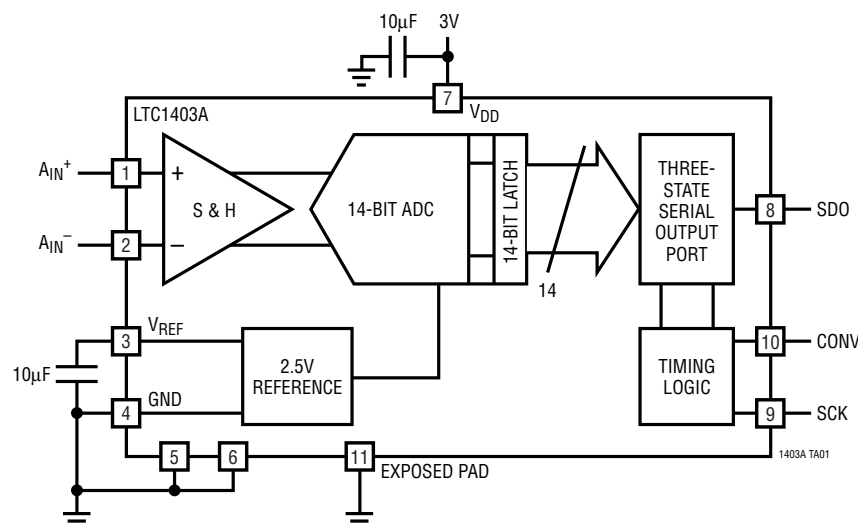 10µF
3V
7
LTC1403A
VDD
AIN+
1
+
S & H
14-BIT ADC
14-BIT LATCH
THREE-
STATE
SERIAL
OUTPUT
PORT
8
SDO
AIN–
2
–
14
3
VREF
10µF
2.5V
REFERENCE
TIMING
LOGIC
10
CONV
4
GND
9
SCK
5
6
11
EXPOSED PAD
1403A TA01